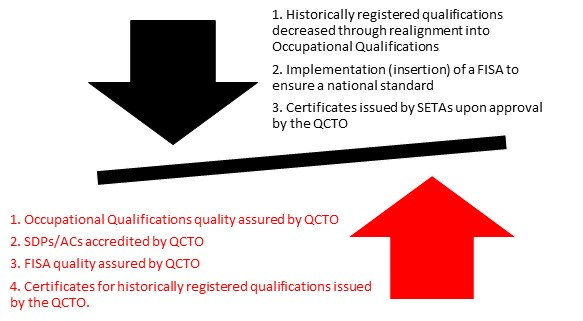 1. Historically registered qualifications
decreased through realignment into
Occupational Qualifications
2. Implementation (insertion) of a FISA to
ensure a national standard
3. Certificates issued by SETAs upon approval
by the QCTO
1. Occupational Qualifications quality assured by QCTO
2. SDPs/ACs accredited by QCTO
3. FISA quality assured by QCTO
4. Certificates for historically registered qualifications issued
by the QCTO.